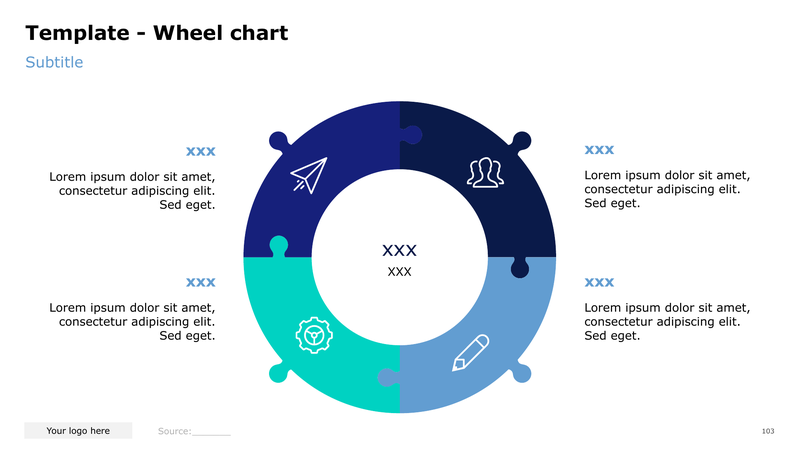 Template - Wheel chart
Subtitle
xxx
Lorem ipsum dolor sit amet,
consectetur adipiscing elit.
Sed eget.
xxx
Lorem ipsum dolor sit amet,
consectetur adipiscing elit.
Sed eget.
xxx
xxx
xxx
Lorem ipsum dolor sit amet,
consectetur adipiscing elit.
Sed eget.
xxx
Lorem ipsum dolor sit amet,
consectetur adipiscing elit.
Sed eget.
Your logo here
Source:_______
103